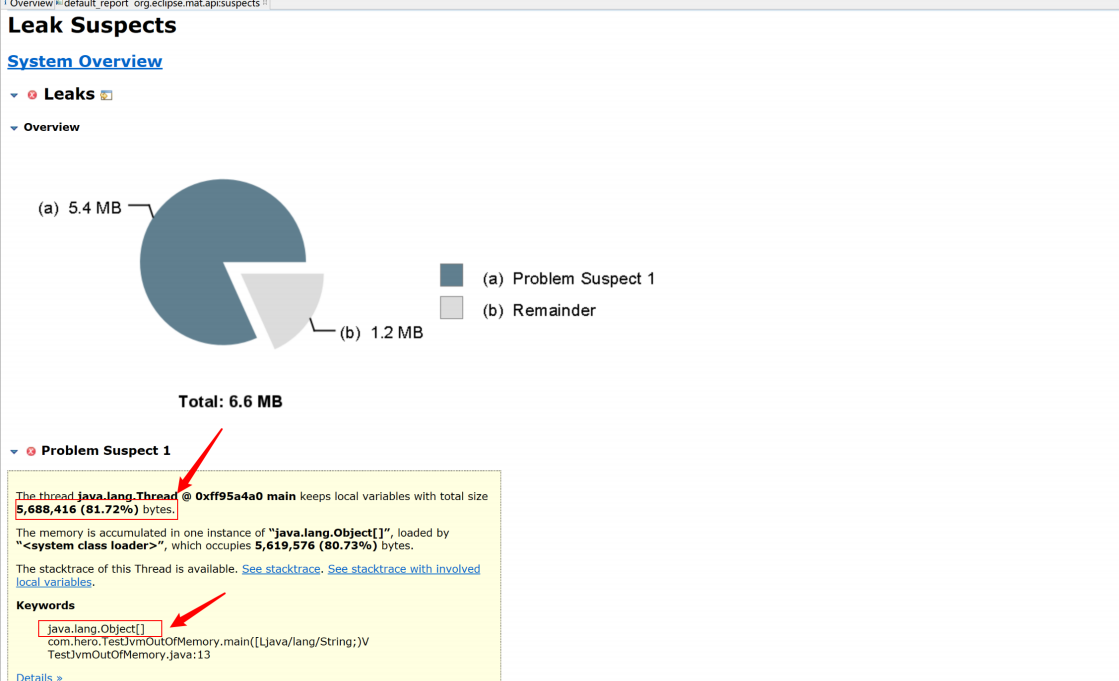 Overview default_report org.eclipse.mat.api:suspects
Leak Suspects
System Overview
Leaks
Overview
(a) 5.4 MB
(b) 1.2 MB
(a) Problem Suspect 1
(b) Remainder
Total: 6.6 MB
Problem Suspect 1
The thread java.lang.Thread @ 0xff95a4a0 main keeps local variables with total size
5,688,416 (81.72%) bytes.
The memory is accumulated in one instance of "java.lang.Object[]", loaded by
"<system class loader>", which occupies 5,619,576 (80.73%) bytes.
The stacktrace of this Thread is available. See stacktrace. See stacktrace with involved
local variables.
Keywords
java.lang.Object[]
com.hero.TestJvmOutOfMemory.main([Ljava/lang/String;)V
TestJvmOutOfMemory.java:13
Details »